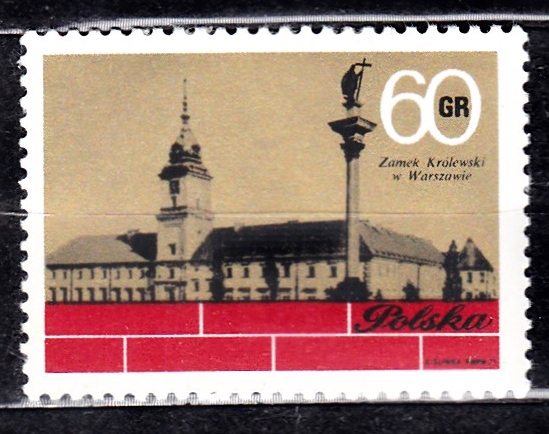 60 GR
Zamek Królewski
w Warszawie
Polska